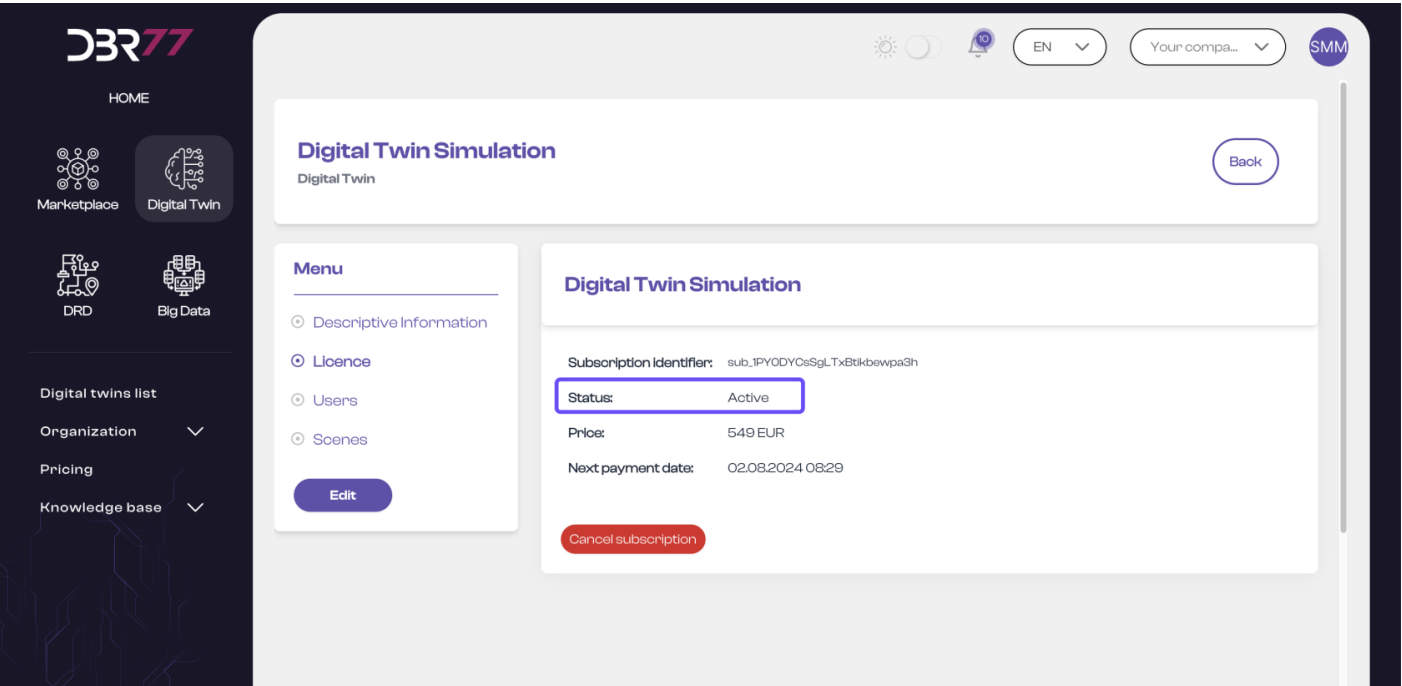 DBR77
HOME
Marketplace
Digital Twin
DRD
Big Data
Digital twins list
Organization
Pricing
Knowledge base
10
EN
Your compa...
SMM
Digital Twin Simulation
Digital Twin
Back
Menu
Descriptive Information
Licence
Users
Scenes
Edit
Digital Twin Simulation
Subscription identifier: sub_1PY0DYCsSgLTxBtikbewpa3h
Status: Active
Price: 549 EUR
Next payment date: 02.08.2024 08:29
Cancel subscription